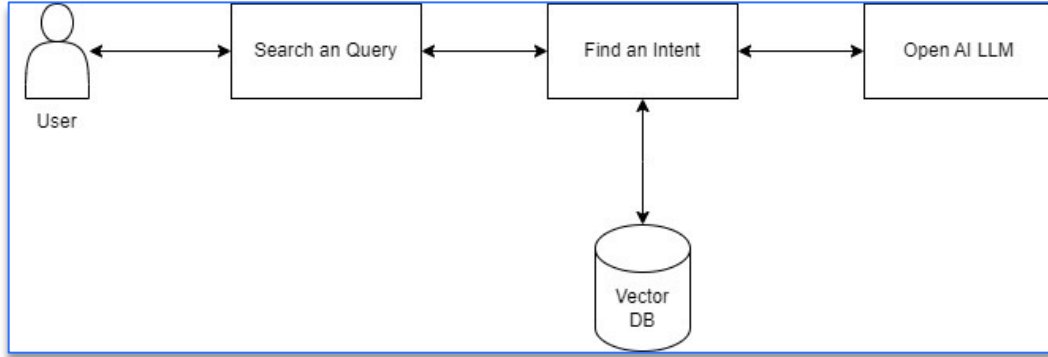 Search an Query
Find an Intent
Open AI LLM
User
Vector
DB